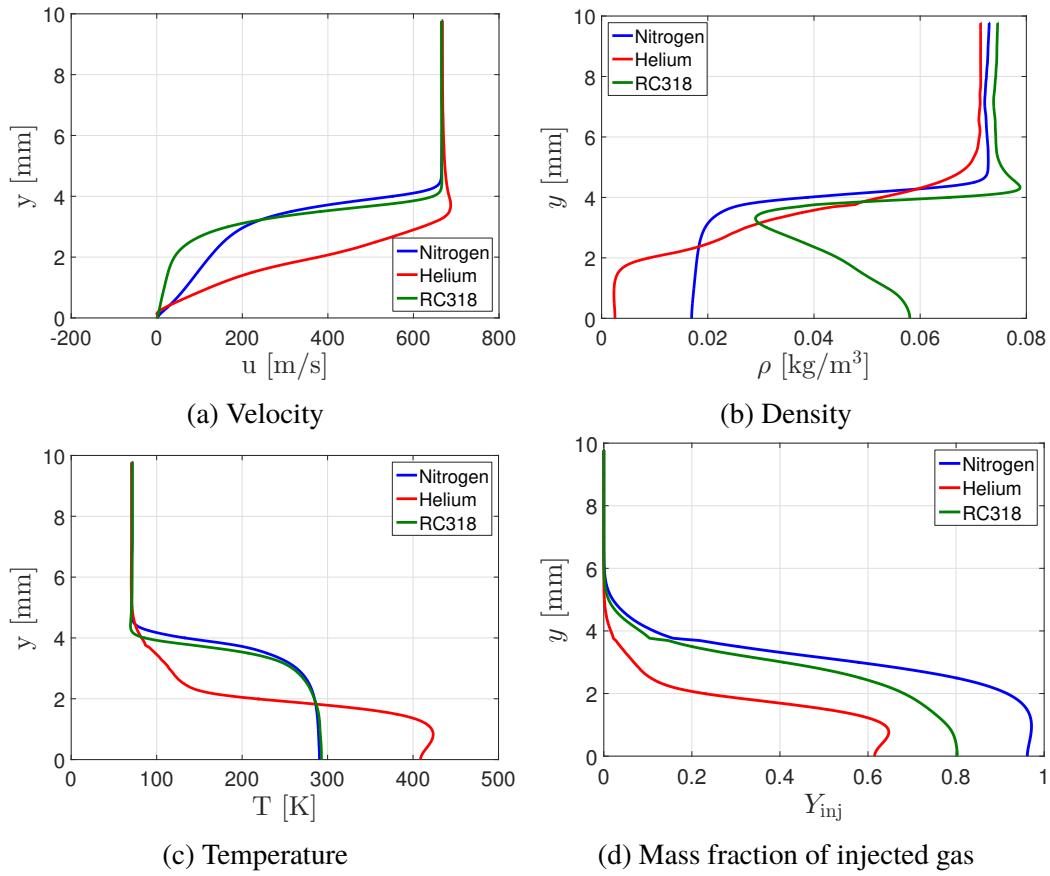 10
8
6
4
2
0
y [mm]
Nitrogen
Helium
RC318
-200 0 200 400 600 800
u [m/s]
(a) Velocity
10
8
6
4
2
0
y [mm]
Nitrogen
Helium
RC318
0 0.02 0.04 0.06 0.08
ρ [kg/m³]
(b) Density
10
8
6
4
2
0
y [mm]
Nitrogen
Helium
RC318
0 100 200 300 400 500
T [K]
(c) Temperature
10
8
6
4
2
0
y [mm]
Nitrogen
Helium
RC318
0 0.2 0.4 0.6 0.8 1
Y_inj
(d) Mass fraction of injected gas